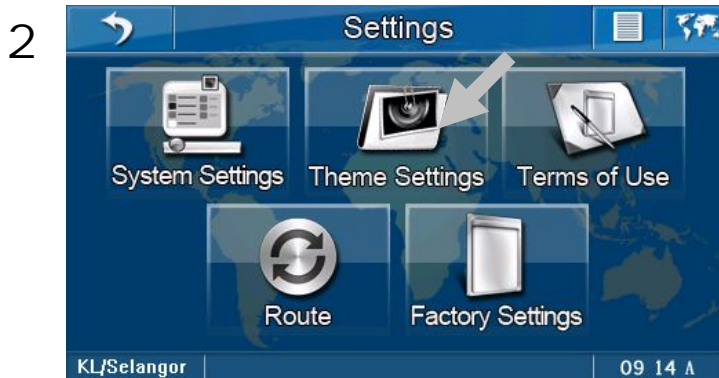 2
Settings
System Settings Theme Settings Terms of Use
Route Factory Settings
KL/Selangor 09 14 A